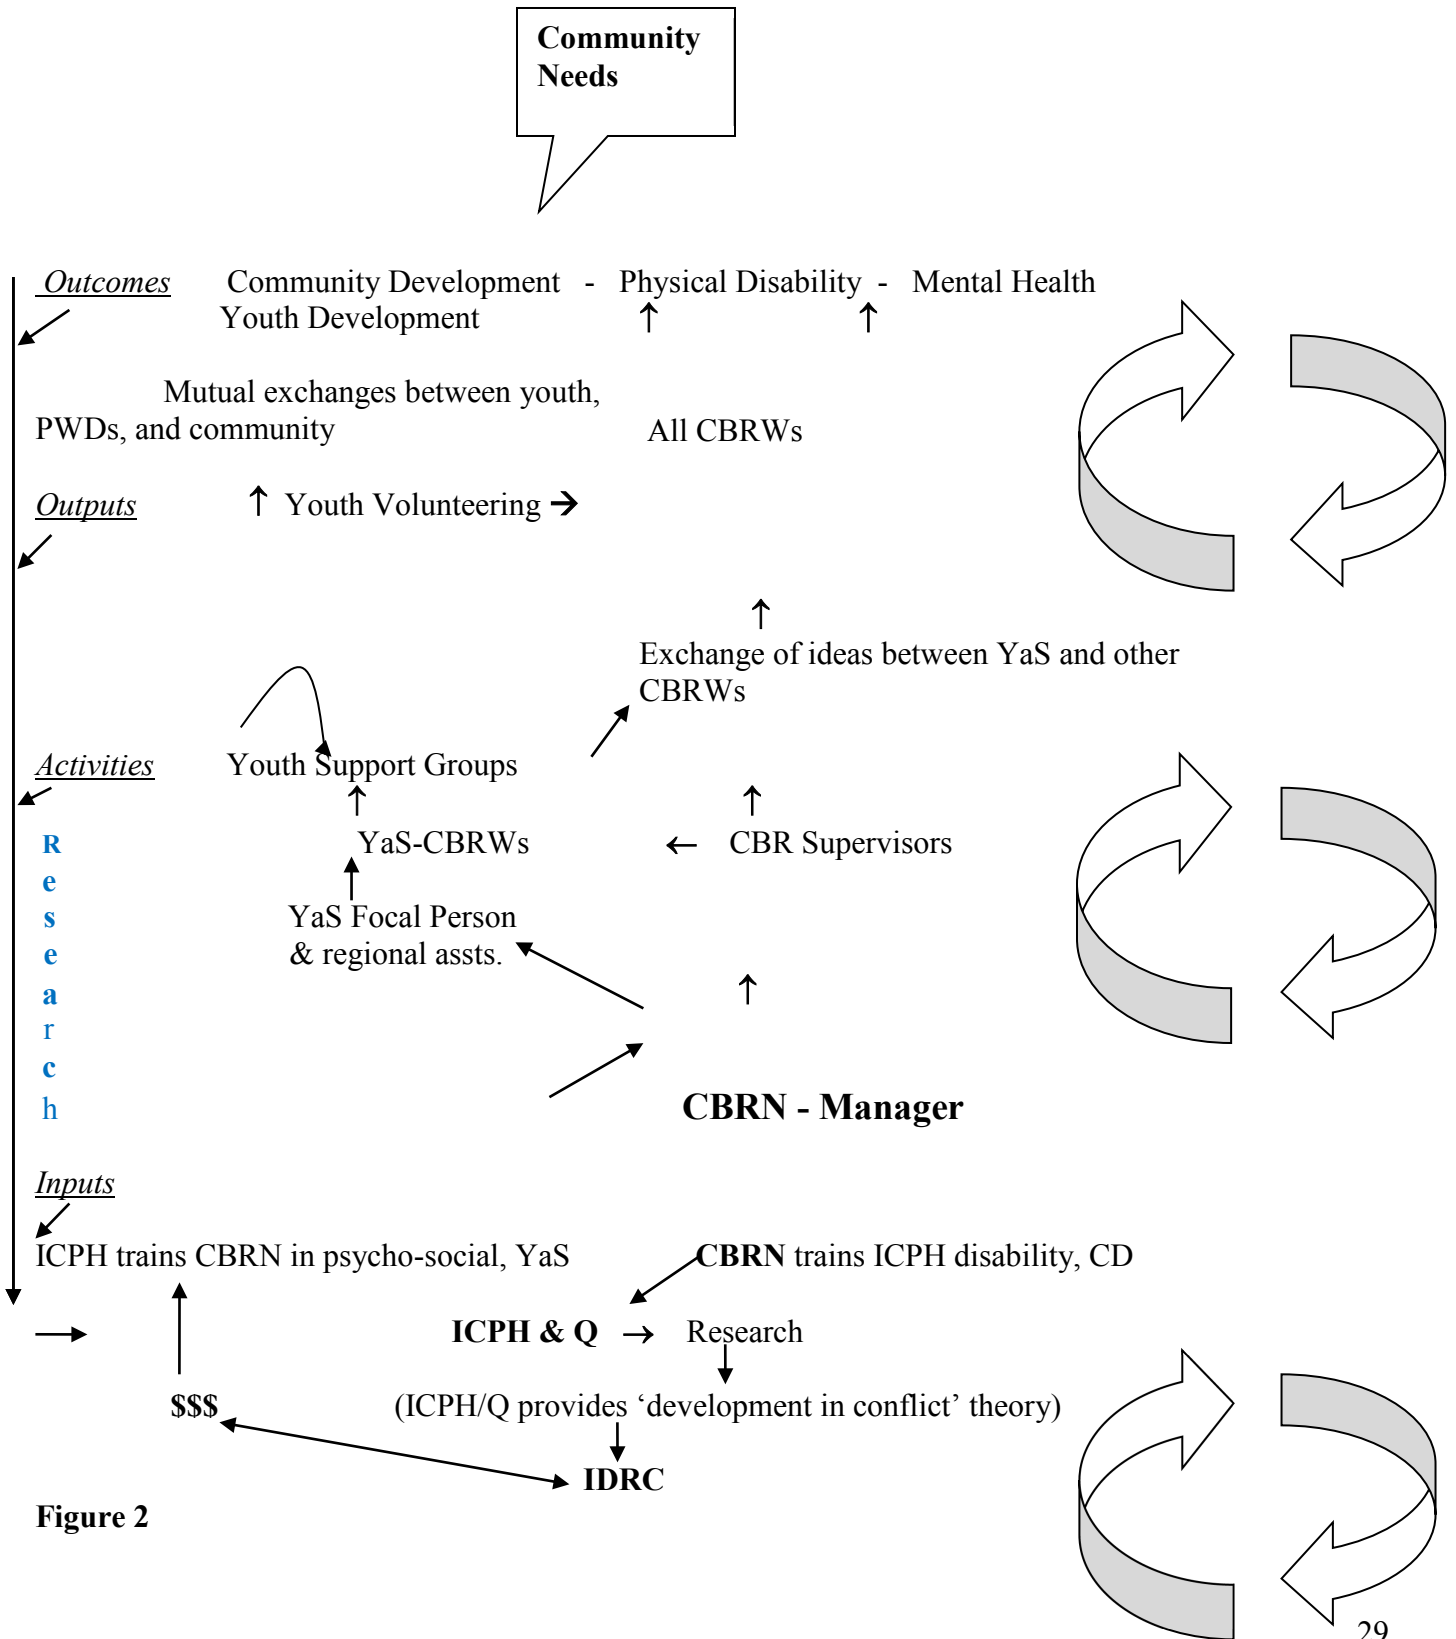 Community
Needs
Outcomes Community Development - Physical Disability - Mental Health
Youth Development ↑ ↑
Mutual exchanges between youth,
PWDs, and community All CBRWs
Outputs ↑ Youth Volunteering →
↑
Exchange of ideas between YaS and other
CBRWs
Activities Youth Support Groups
↑ ↑
R
e
s
e
a
r
c
h
YaS-CBRWs ← CBR Supervisors
YaS Focal Person
& regional assts.
↑
CBRN - Manager
Inputs
ICPH trains CBRN in psycho-social, YaS CBRN trains ICPH disability, CD
ICPH & Q → Research
$$$ (ICPH/Q provides ‘development in conflict’ theory)
IDRC
Figure 2
29